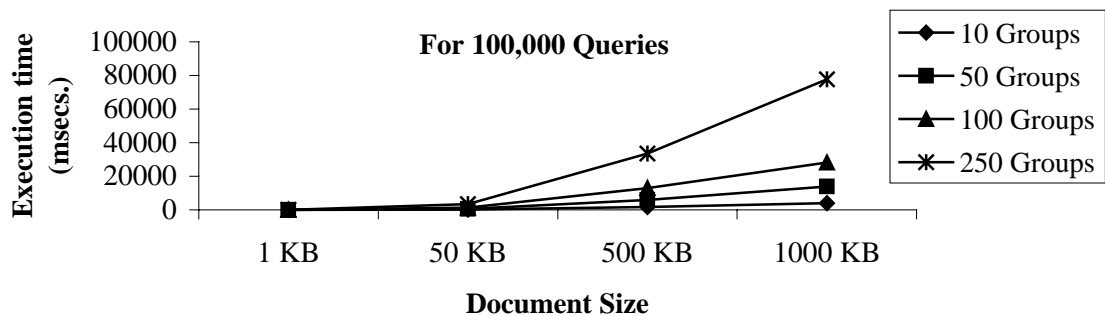 For 100,000 Queries
Execution time
(msecs.)
100000
80000
60000
40000
20000
0
1 KB
50 KB
500 KB
1000 KB
Document Size
10 Groups
50 Groups
100 Groups
250 Groups